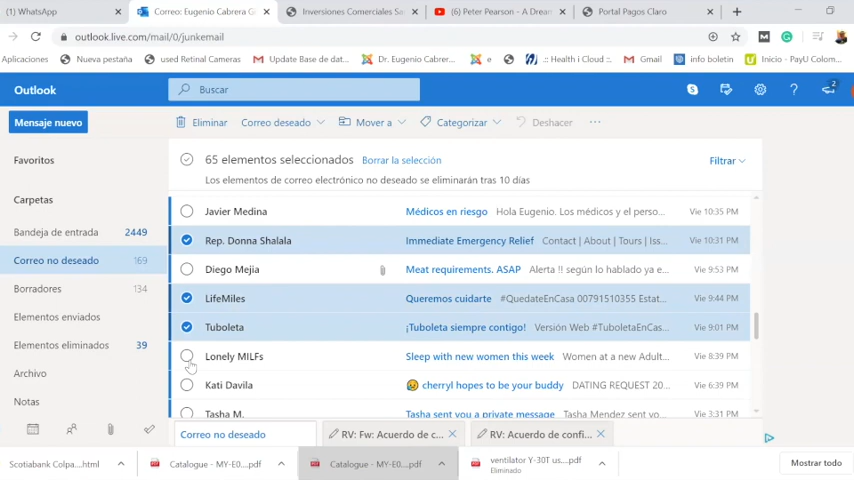 (1) WhatsApp × Correo: Eugenio Cabrera G × Inversiones Comerciales Sa × (6) Peter Pearson - A Drean × Portal Pagos Claro × +
outlook.live.com/mail/0/junkemail
Aplicaciones Nueva pestaña used Retinal Cameras Update Base de dat... Dr. Eugenio Cabrer... e .:: Health i Cloud ::. Gmail info boletin Inicio - PayU Colom...
Outlook Buscar 2
Mensaje nuevo Eliminar Correo deseado Mover a Categorizar Deshacer ...
Favoritos 65 elementos seleccionados Borrar la selección Filtrar
Los elementos de correo electrónico no deseado se eliminarán tras 10 días
Carpetas
Javier Medina Médicos en riesgo Hola Eugenio. Los médicos y el perso... Vie 10:35 PM
Bandeja de entrada 2449
Rep. Donna Shalala Immediate Emergency Relief Contact | About | Tours | Iss... Vie 10:31 PM
Correo no deseado 169
Diego Mejia Meat requirements. ASAP Alerta !! según lo hablado ya e... Vie 9:53 PM
Borradores 134
LifeMiles Queremos cuidarte #QuedateEnCasa 00791510355 Estat... Vie 9:44 PM
Elementos enviados
Tuboleta ¡Tuboleta siempre contigo! Versión Web #TuboletaEnCas... Vie 9:01 PM
Elementos eliminados 39
Lonely MILFs Sleep with new women this week Women at a new Adult... Vie 8:39 PM
Archivo
Kati Davila 😥 cherryl hopes to be your buddy DATING REQUEST 20... Vie 6:39 PM
Notas
Tasha M. Tasha sent you a private message Tasha Mendez sent you ... Vie 3:31 PM
Correo no deseado RV: Fw: Acuerdo de c... × RV: Acuerdo de confi... ×
Scotiabank Colpa....html Catalogue - MY-E0....pdf Catalogue - MY-E0....pdf ventilator Y-30T us....pdf Eliminado Mostrar todo